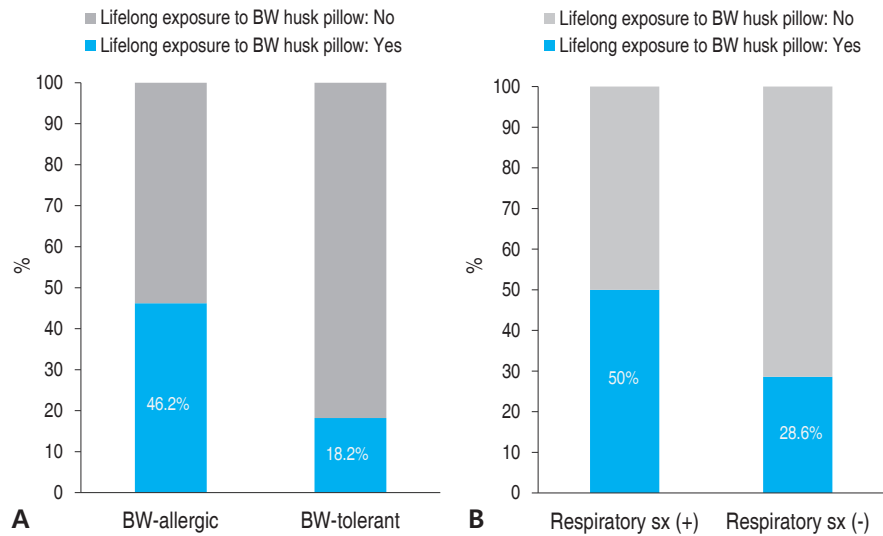 Lifelong exposure to BW husk pillow: No
Lifelong exposure to BW husk pillow: Yes
100
90
80
70
60
50
40
30
20
10
0
%
46.2%
18.2%
BW-allergic
BW-tolerant
A
Lifelong exposure to BW husk pillow: No
Lifelong exposure to BW husk pillow: Yes
100
90
80
70
60
50
40
30
20
10
0
%
50%
28.6%
Respiratory sx (+)
Respiratory sx (-)
B